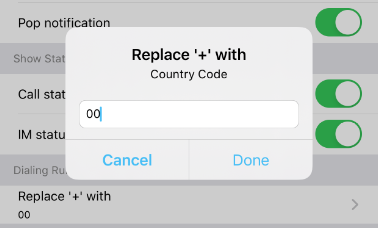 Pop notification
Show Stat
Replace '+' with
Country Code
Call stat
00
IM statu
Cancel
Done
Dialing Ru
Replace '+' with
00